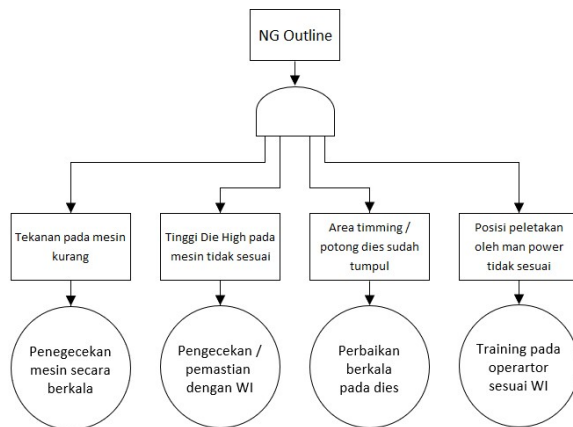 NG Outline
Tekanan pada mesin
kurang
Tinggi Die High pada
mesin tidak sesuai
Area timming /
potong dies sudah
tumpul
Posisi peletakan
oleh man power
tidak sesuai
Penegecekan
mesin secara
berkala
Pengecekan /
pemastian
dengan WI
Perbaikan
berkala
pada dies
Training pada
operartor
sesuai WI